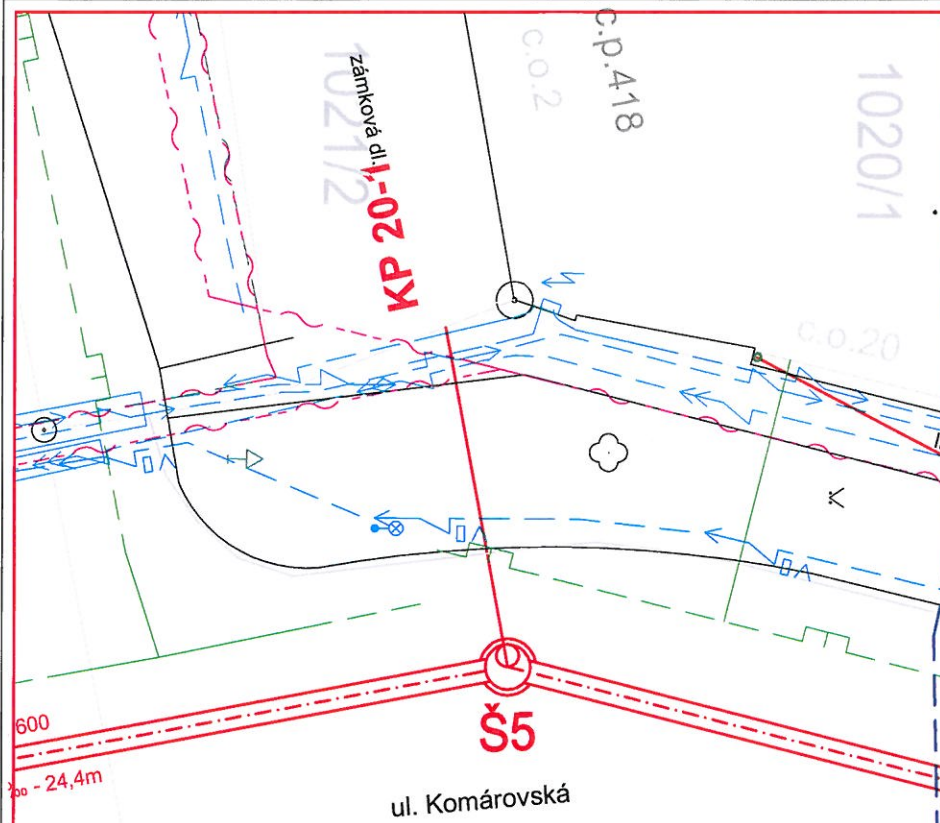 1021/2
zámková dl.
KP 20-1
č.p.418
č.o.2
1020/1
č.o.20
Š5
600
‰ - 24,4m
ul. Komárovská